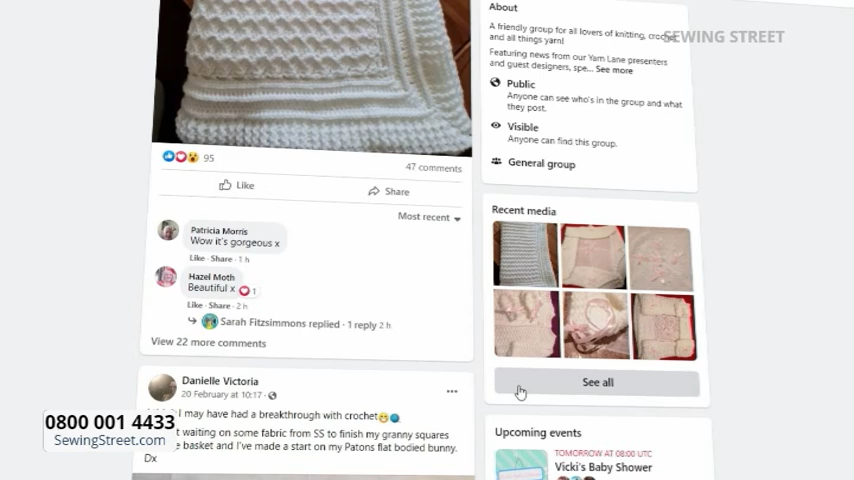 About
A friendly group for all lovers of knitting, crochet
and all things yarn!
SEWING STREET
Featuring news from our Yarn Lane presenters
and guest designers, spe... See more
Public
Anyone can see who's in the group and what
they post.
Visible
Anyone can find this group.
General group
95
47 comments
Like
Share
Most recent
Patricia Morris
Wow it's gorgeous x
Like · Share · 1 h
Hazel Moth
Beautiful x
1
Like · Share · 2 h
Sarah Fitzsimmons replied · 1 reply 2 h
View 22 more comments
Recent media
See all
Danielle Victoria
20 February at 10:17 ·
I may have had a breakthrough with crochet
waiting on some fabric from SS to finish my granny squares
basket and I've made a start on my Patons flat bodied bunny.
Dx
0800 001 4433
SewingStreet.com
Upcoming events
TOMORROW AT 08:00 UTC
Vicki's Baby Shower